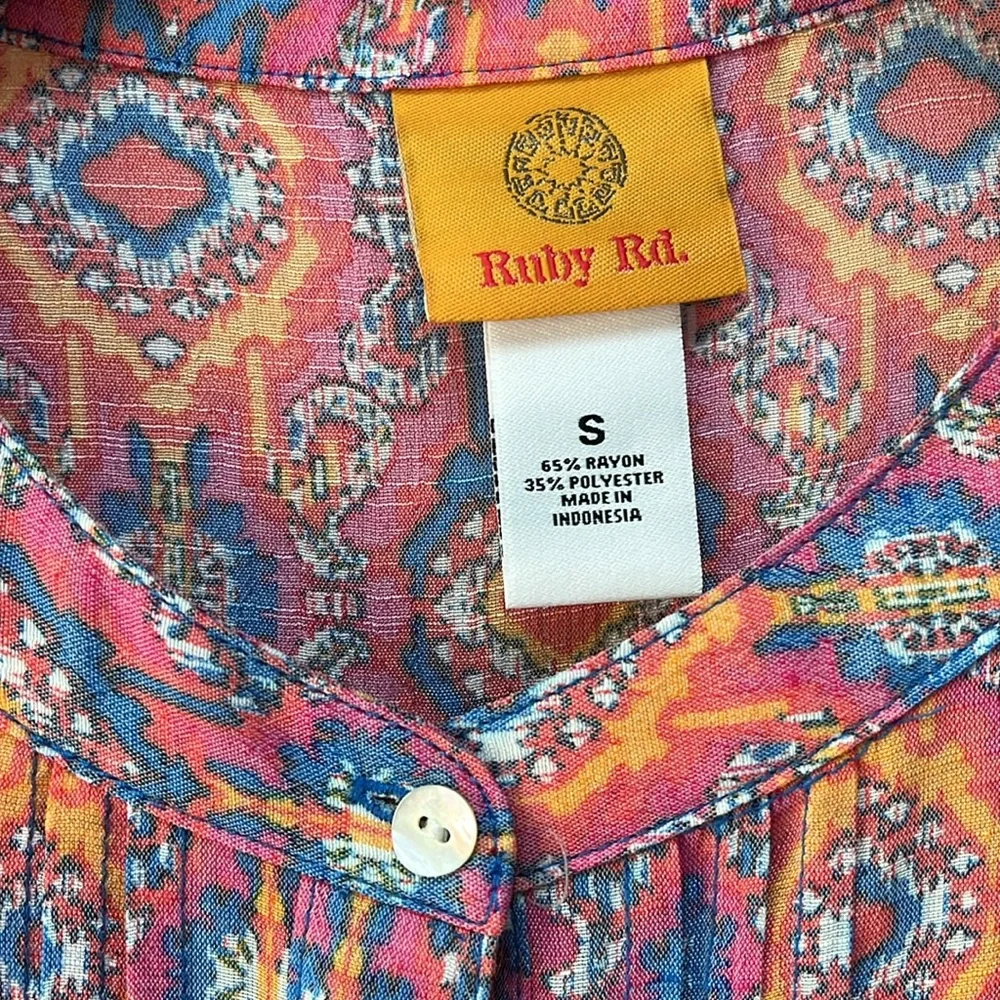 Ruby Rd.
S
65% RAYON
35% POLYESTER
MADE IN
INDONESIA